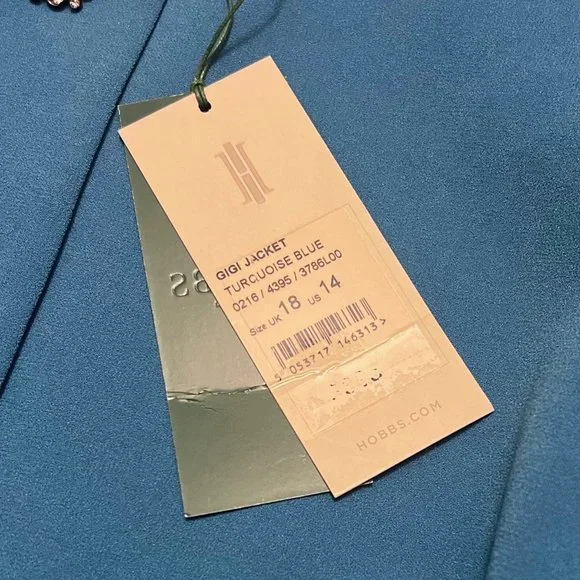 GIGI JACKET
TURQUOISE BLUE
0216 / 4395 / 3786L00
Size UK 18 US 14
5 053717 146313 >
HOBBS.COM